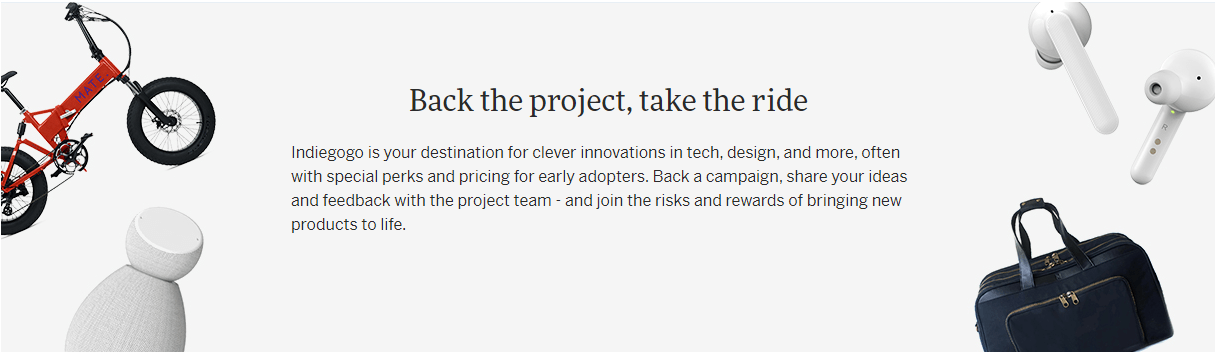 MATE.
Back the project, take the ride
Indiegogo is your destination for clever innovations in tech, design, and more, often
with special perks and pricing for early adopters. Back a campaign, share your ideas
and feedback with the project team - and join the risks and rewards of bringing new
products to life.
R